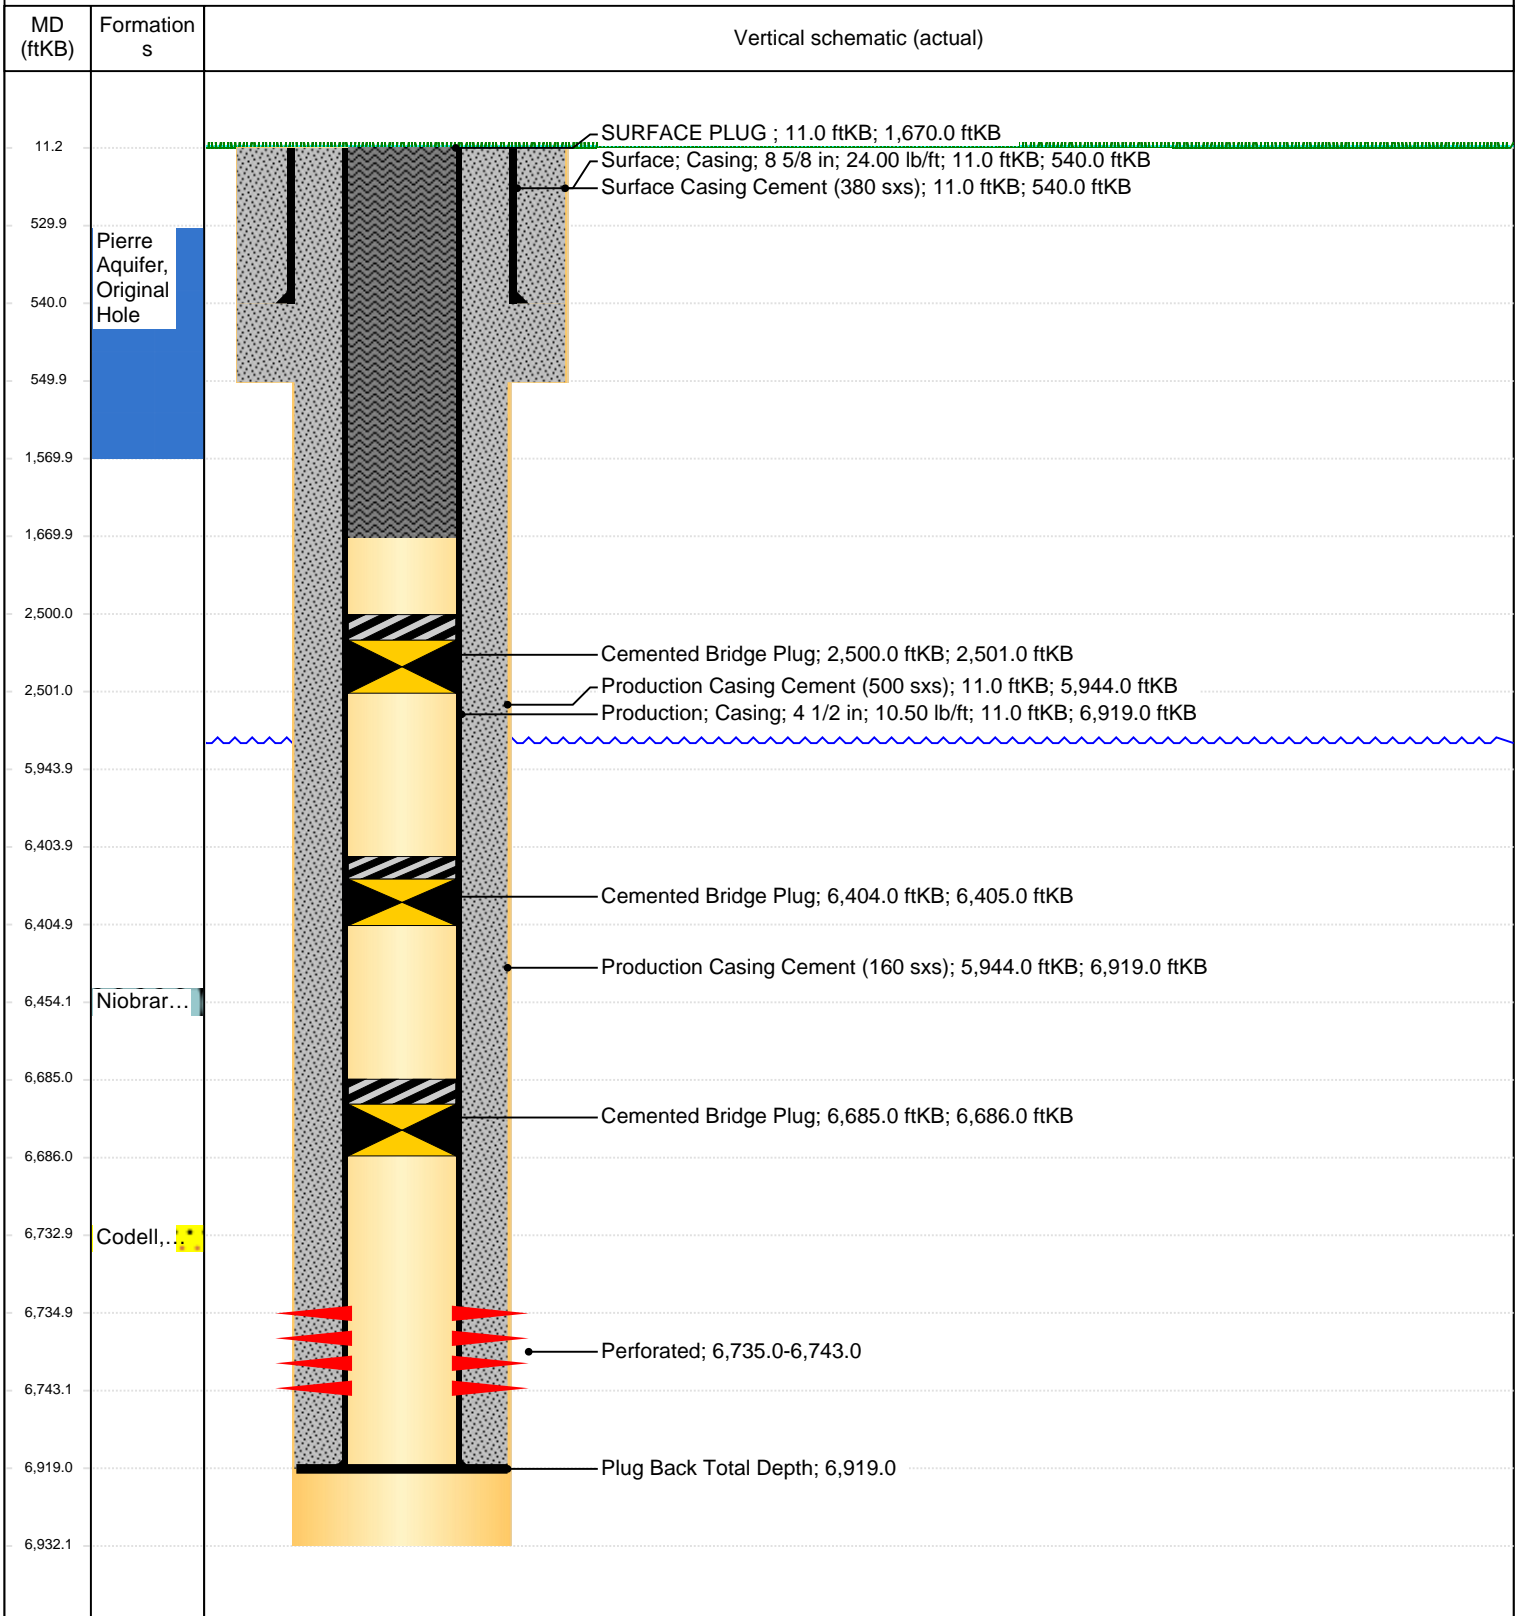 MD
(ftKB)
Formation
s
Vertical schematic (actual)
SURFACE PLUG ; 11.0 ftKB; 1,670.0 ftKB
11.2
Surface; Casing; 8 5/8 in; 24.00 lb/ft; 11.0 ftKB; 540.0 ftKB
Surface Casing Cement (380 sxs); 11.0 ftKB; 540.0 ftKB
529.9
Pierre
Aquifer,
Original
Hole
540.0
549.9
1,569.9
1,669.9
2,500.0
Cemented Bridge Plug; 2,500.0 ftKB; 2,501.0 ftKB
Production Casing Cement (500 sxs); 11.0 ftKB; 5,944.0 ftKB
2,501.0
Production; Casing; 4 1/2 in; 10.50 lb/ft; 11.0 ftKB; 6,919.0 ftKB
5,943.9
6,403.9
Cemented Bridge Plug; 6,404.0 ftKB; 6,405.0 ftKB
6,404.9
Production Casing Cement (160 sxs); 5,944.0 ftKB; 6,919.0 ftKB
6,454.1
Niobrar…
6,685.0
Cemented Bridge Plug; 6,685.0 ftKB; 6,686.0 ftKB
6,686.0
6,732.9
Codell,…
6,734.9
Perforated; 6,735.0-6,743.0
6,743.1
6,919.0
Plug Back Total Depth; 6,919.0
6,932.1